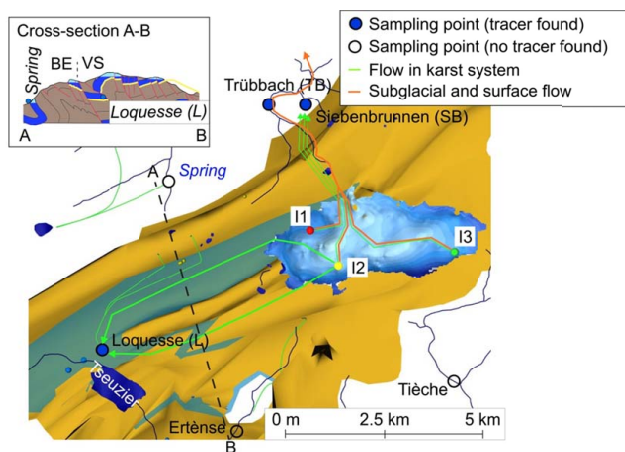 Cross-section A-B
Spring
BE VS
Loquesse (L)
A
B
Sampling point (tracer found)
Sampling point (no tracer found)
Flow in karst system
Subglacial and surface flow
Trübbach (TB)
Siebenbrunnen (SB)
A
Spring
I1
I2
I3
Loquesse (L)
Tseuzier
Tièche
Ertènse
B
0 m
2.5 km
5 km